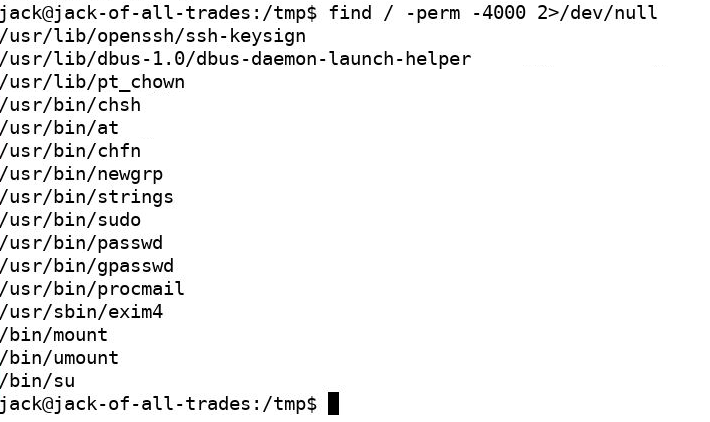 jack@jack-of-all-trades:/tmp$ find / -perm -4000 2>/dev/null
/usr/lib/openssh/ssh-keysign
/usr/lib/dbus-1.0/dbus-daemon-launch-helper
/usr/lib/pt_chown
/usr/bin/chsh
/usr/bin/at
/usr/bin/chfn
/usr/bin/newgrp
/usr/bin/strings
/usr/bin/sudo
/usr/bin/passwd
/usr/bin/gpasswd
/usr/bin/procmail
/usr/sbin/exim4
/bin/mount
/bin/umount
/bin/su
jack@jack-of-all-trades:/tmp$